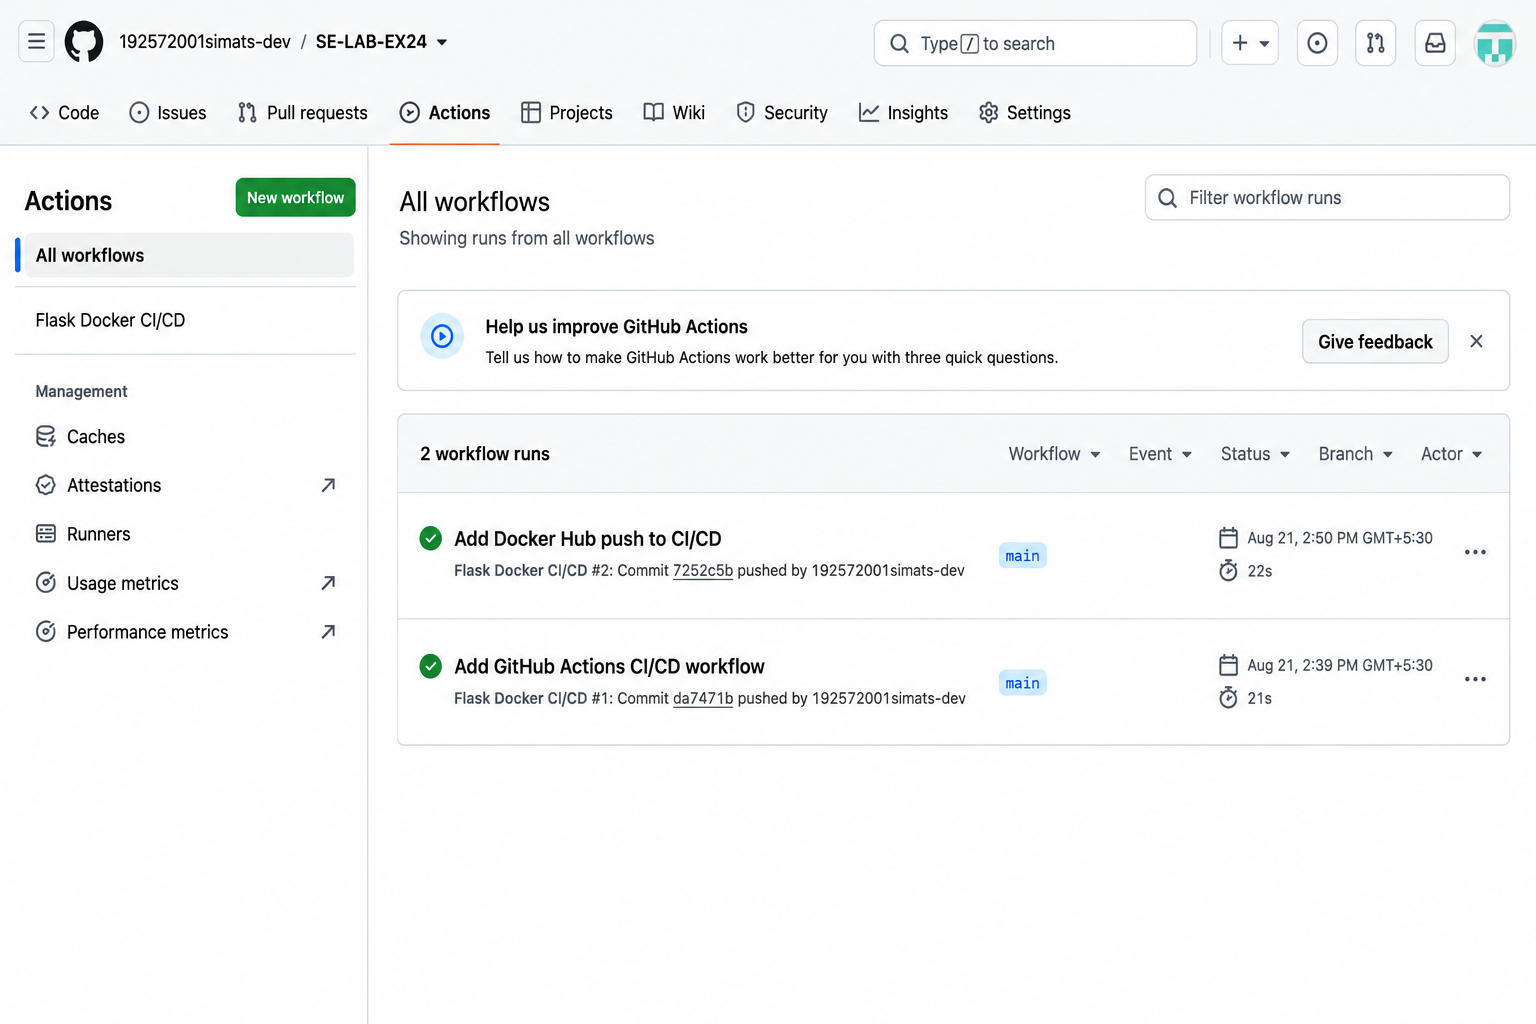 192572001simats-dev / SE-LAB-EX24
Type / to search
Code
Issues
Pull requests
Actions
Projects
Wiki
Security
Insights
Settings
Actions
New workflow
All workflows
Flask Docker CI/CD
Management
Caches
Attestations
Runners
Usage metrics
Performance metrics
All workflows
Showing runs from all workflows
Filter workflow runs
Help us improve GitHub Actions
Tell us how to make GitHub Actions work better for you with three quick questions.
Give feedback
2 workflow runs
Workflow
Event
Status
Branch
Actor
Add Docker Hub push to CI/CD
Flask Docker CI/CD #2: Commit 7252c5b pushed by 192572001simats-dev
main
Aug 21, 2:50 PM GMT+5:30
22s
Add GitHub Actions CI/CD workflow
Flask Docker CI/CD #1: Commit da7471b pushed by 192572001simats-dev
main
Aug 21, 2:39 PM GMT+5:30
21s